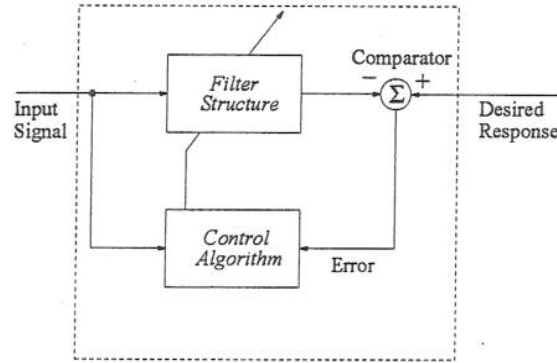 Comparator
Filter
Structure
−
+
Σ
Input
Signal
Desired
Response
Control
Algorithm
Error